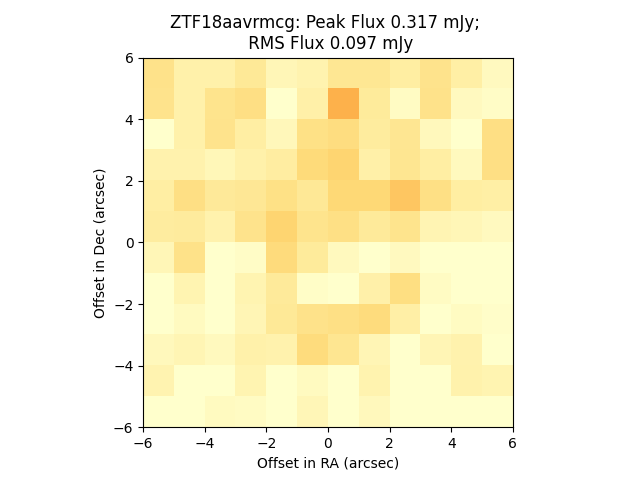 ZTF18aavrmcg: Peak Flux 0.317 mJy;
RMS Flux 0.097 mJy
6
4
2
0
−2
−4
−6
Offset in Dec (arcsec)
−6 −4 −2 0 2 4 6
Offset in RA (arcsec)